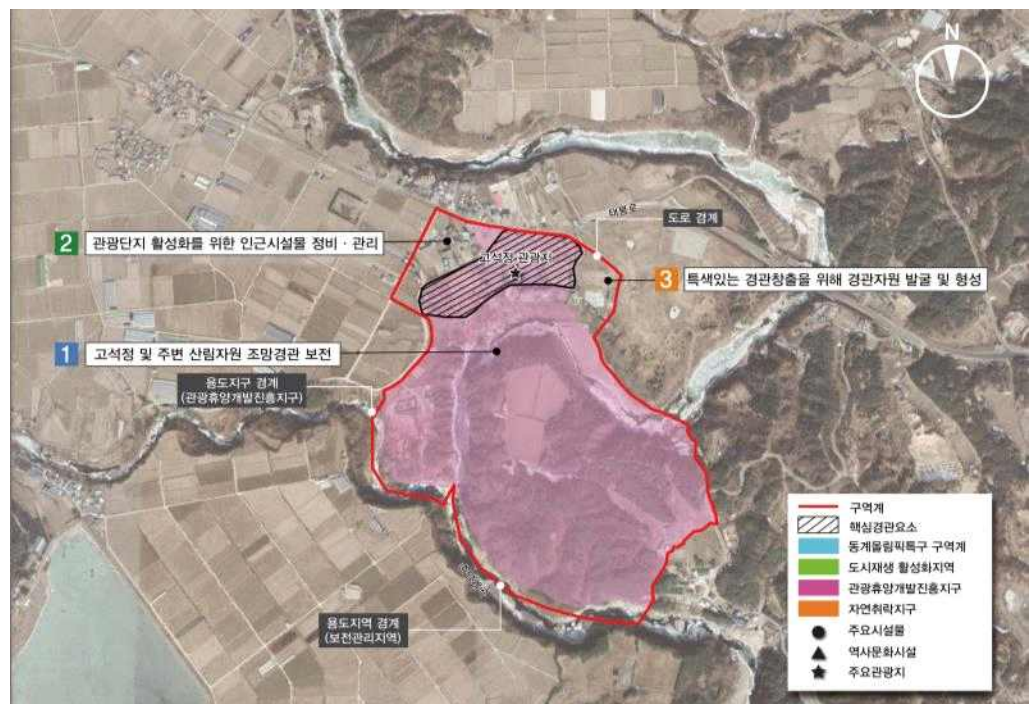 N
태봉로
도로 경계
2 관광단지 활성화를 위한 인근시설물 정비 · 관리
고석정 관광지
3 특색있는 경관창출을 위해 경관자원 발굴 및 형성
1 고석정 및 주변 산림자원 조망경관 보전
용도지구 경계
(관광휴양개발진흥지구)
용도지역 경계
(보전관리지역)
구역계
핵심경관요소
동계올림픽특구 구역계
도시재생 활성화지역
관광휴양개발진흥지구
자연취락지구
주요시설물
역사문화시설
주요관광지